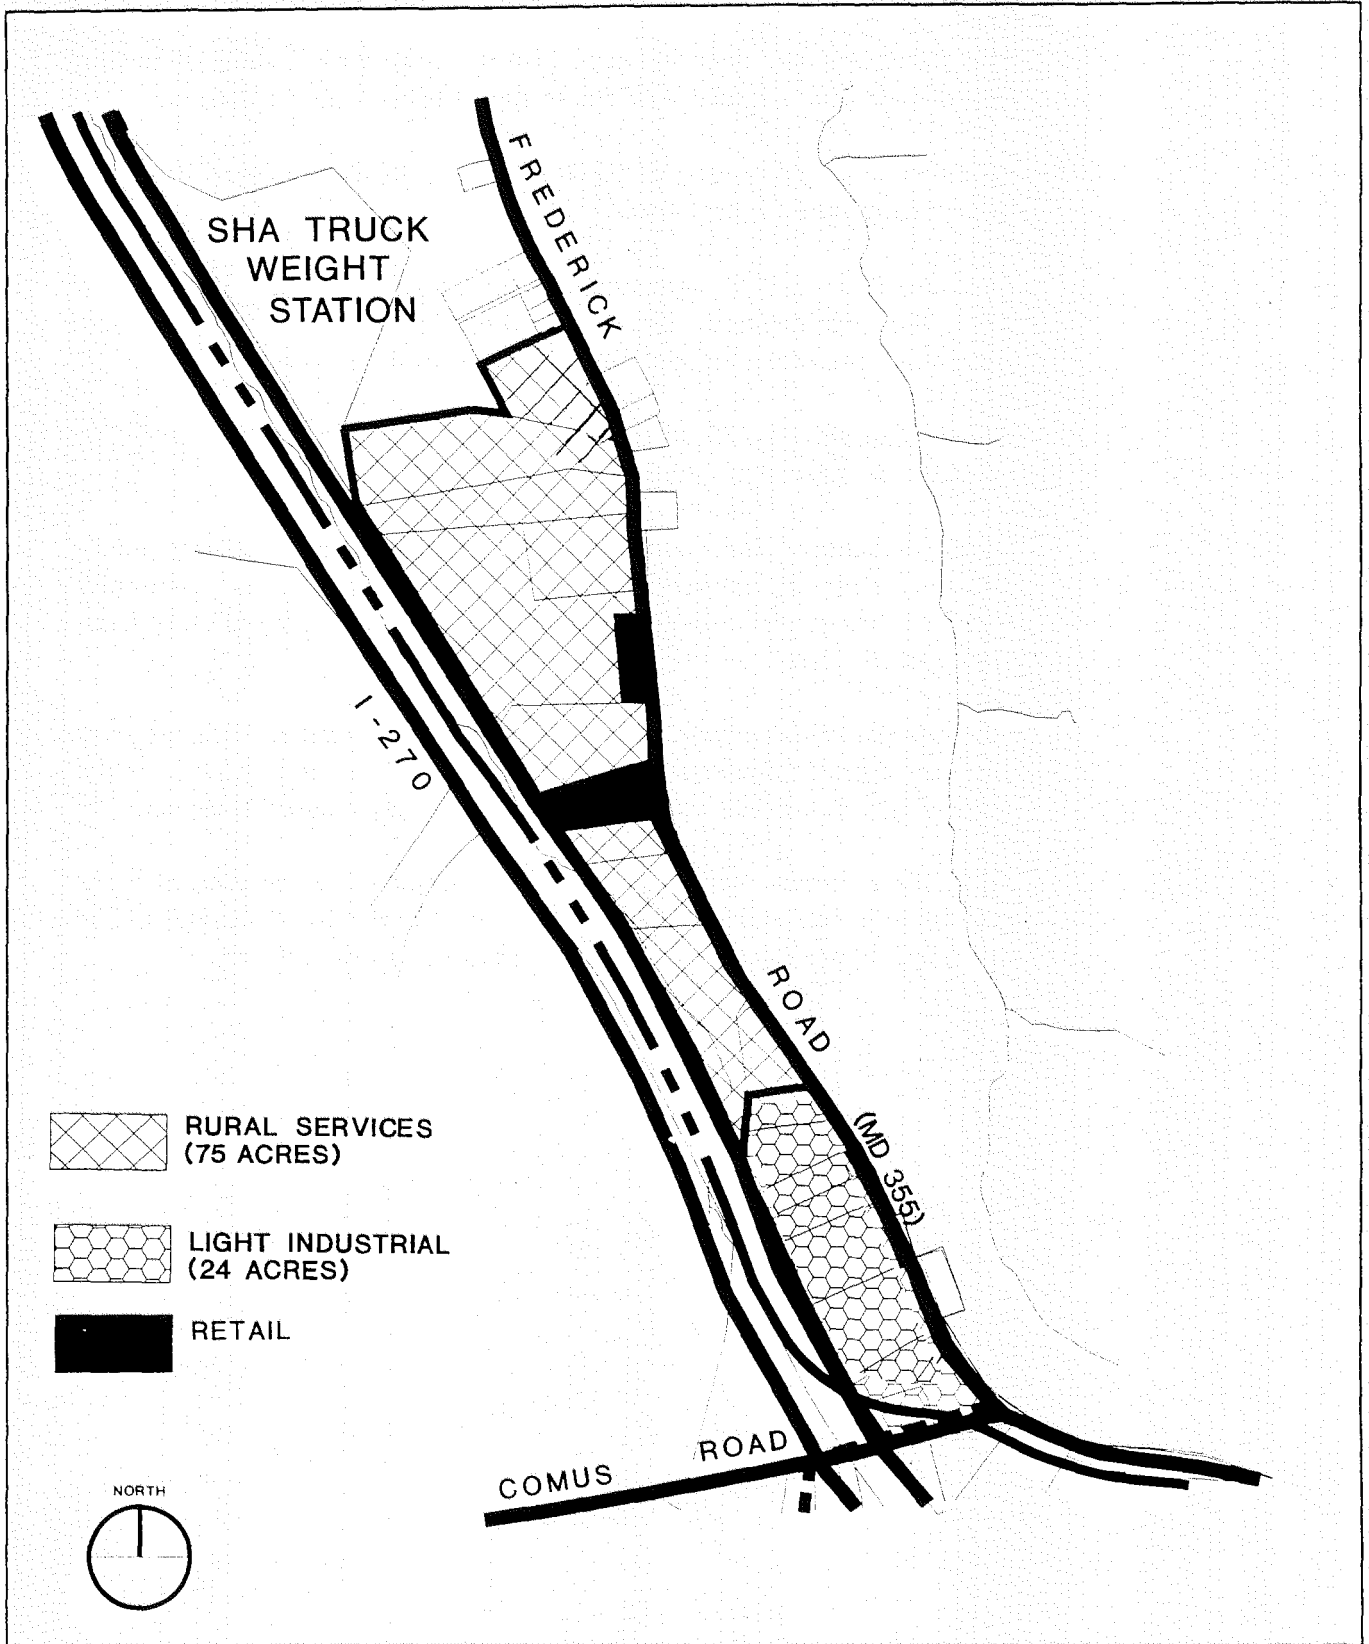 FREDERICK
SHA TRUCK
WEIGHT
STATION
I-270
ROAD
(MD 355)
RURAL SERVICES
(75 ACRES)
LIGHT INDUSTRIAL
(24 ACRES)
RETAIL
COMUS ROAD
NORTH